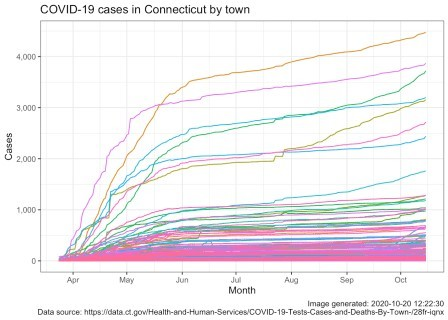 COVID-19 cases in Connecticut by town
Cases
4,000
3,000
2,000
1,000
0
Apr
May
Jun
Jul
Aug
Sep
Oct
Month
Image generated: 2020-10-20 12:22:30
Data source: https://data.ct.gov/Health-and-Human-Services/COVID-19-Tests-Cases-and-Deaths-By-Town-/28fr-iqnx